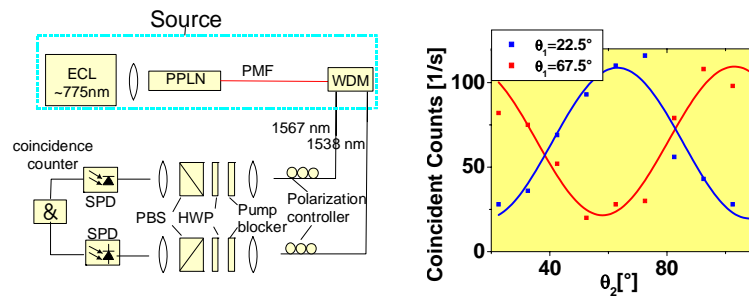 Source
ECL
~775nm
PPLN
PMF
WDM
1567 nm
1538 nm
coincidence
counter
SPD
&
SPD
PBS
HWP
Pump
blocker
Polarization
controller
θ1=22.5°
θ1=67.5°
Coincident Counts [1/s]
100
50
0
40
80
θ2[°]